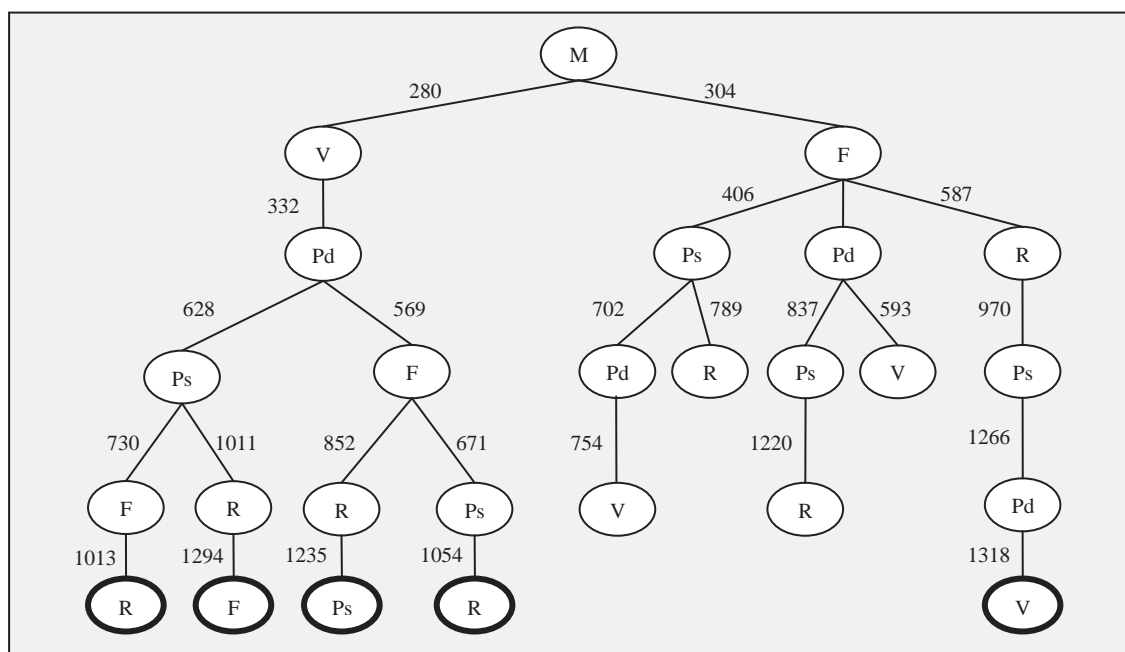 M
280 304
V F
332 406 587
Pd Ps Pd R
628 569 702 789 837 593 970
Ps F Pd R Ps V Ps
730 1011 852 671 754 1220 1266
F R R Ps V R Pd
1013 1294 1235 1054 1318
R F Ps R V